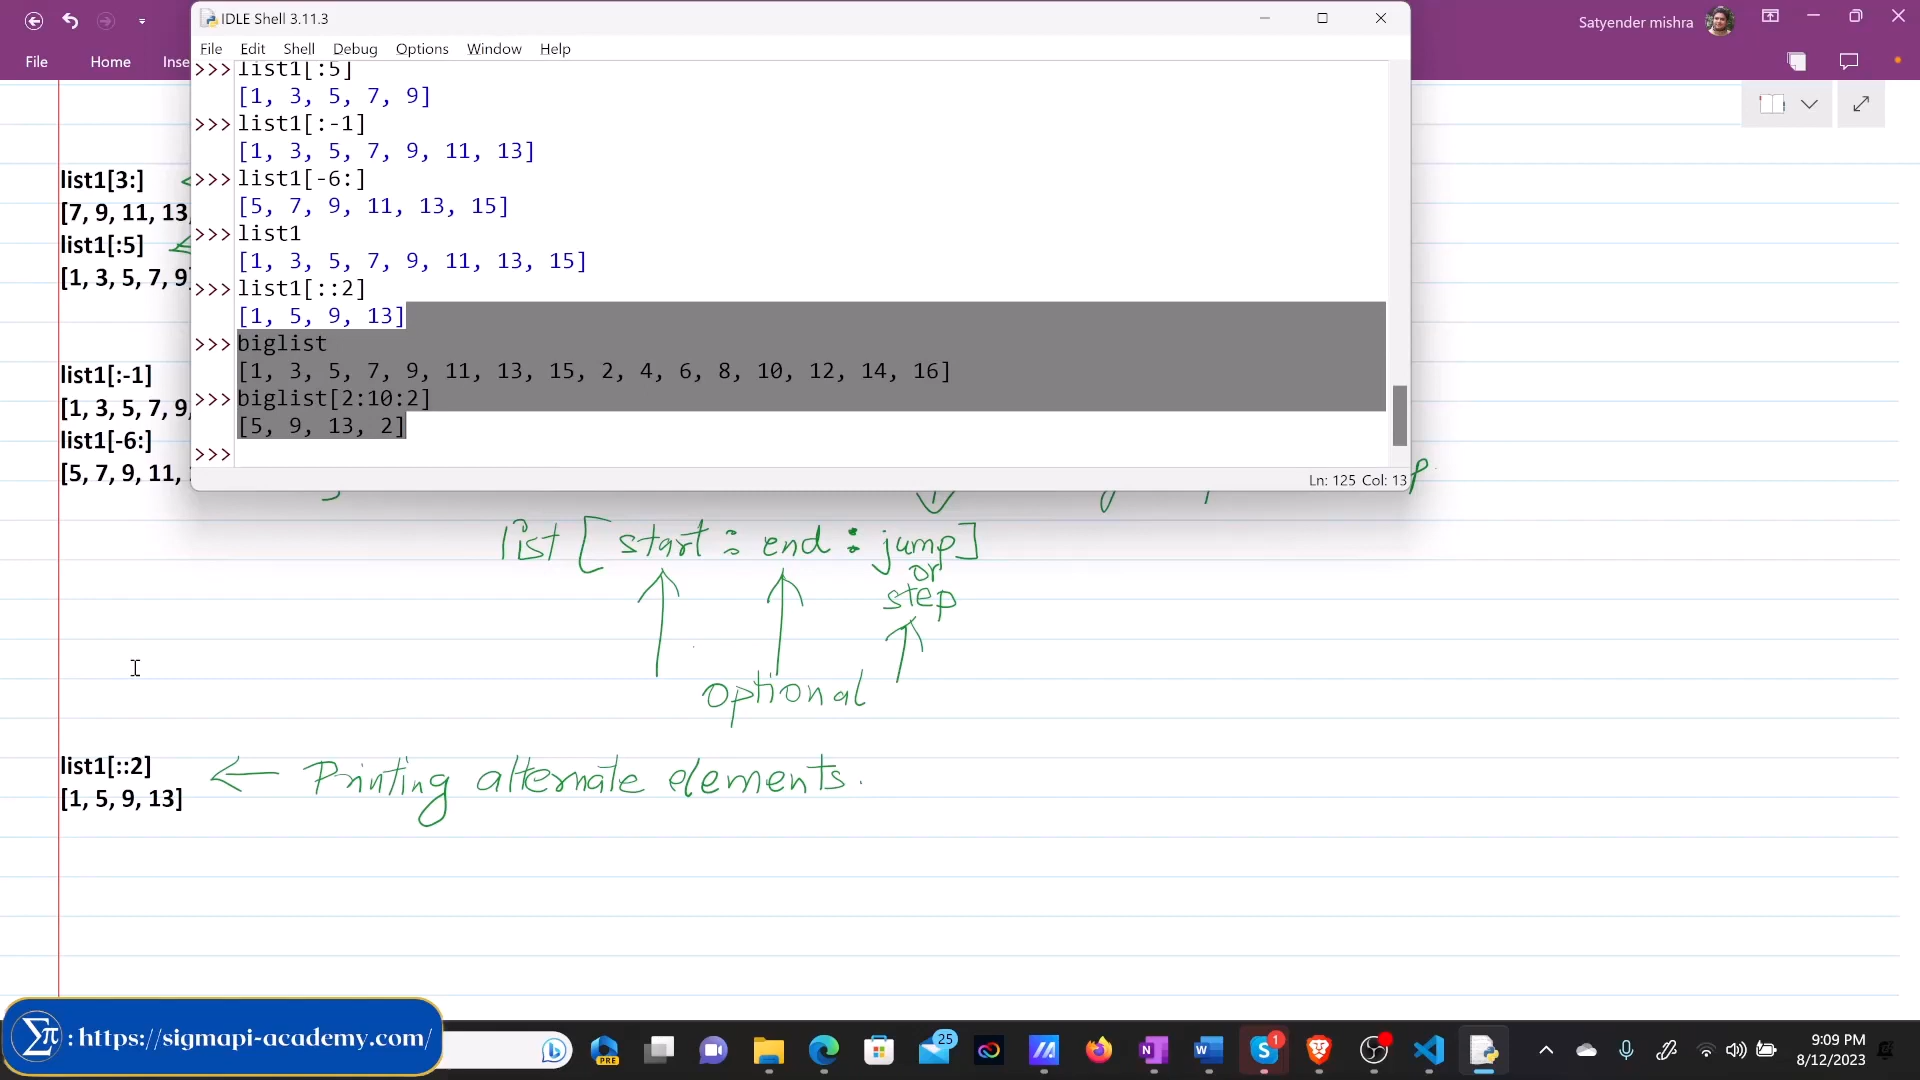 IDLE Shell 3.11.3
Satyender mishra
File Edit Shell Debug Options Window Help
File Home Inse
>>> list1[:5]
[1, 3, 5, 7, 9]
>>> list1[:-1]
[1, 3, 5, 7, 9, 11, 13]
>>> list1[-6:]
[5, 7, 9, 11, 13, 15]
>>> list1
[1, 3, 5, 7, 9, 11, 13, 15]
>>> list1[::2]
[1, 5, 9, 13]
>>> biglist
[1, 3, 5, 7, 9, 11, 13, 15, 2, 4, 6, 8, 10, 12, 14, 16]
>>> biglist[2:10:2]
[5, 9, 13, 2]
>>>
Ln: 125 Col: 13
list1[3:]
[7, 9, 11, 13,
list1[:5]
[1, 3, 5, 7, 9]
list1[:-1]
[1, 3, 5, 7, 9,
list1[-6:]
[5, 7, 9, 11,
list [ start : end : jump]
or
step
optional
list1[::2] ← Printing alternate elements.
[1, 5, 9, 13]
Σπ : https://sigmapi-academy.com/
PRE
25
1
9:09 PM
8/12/2023